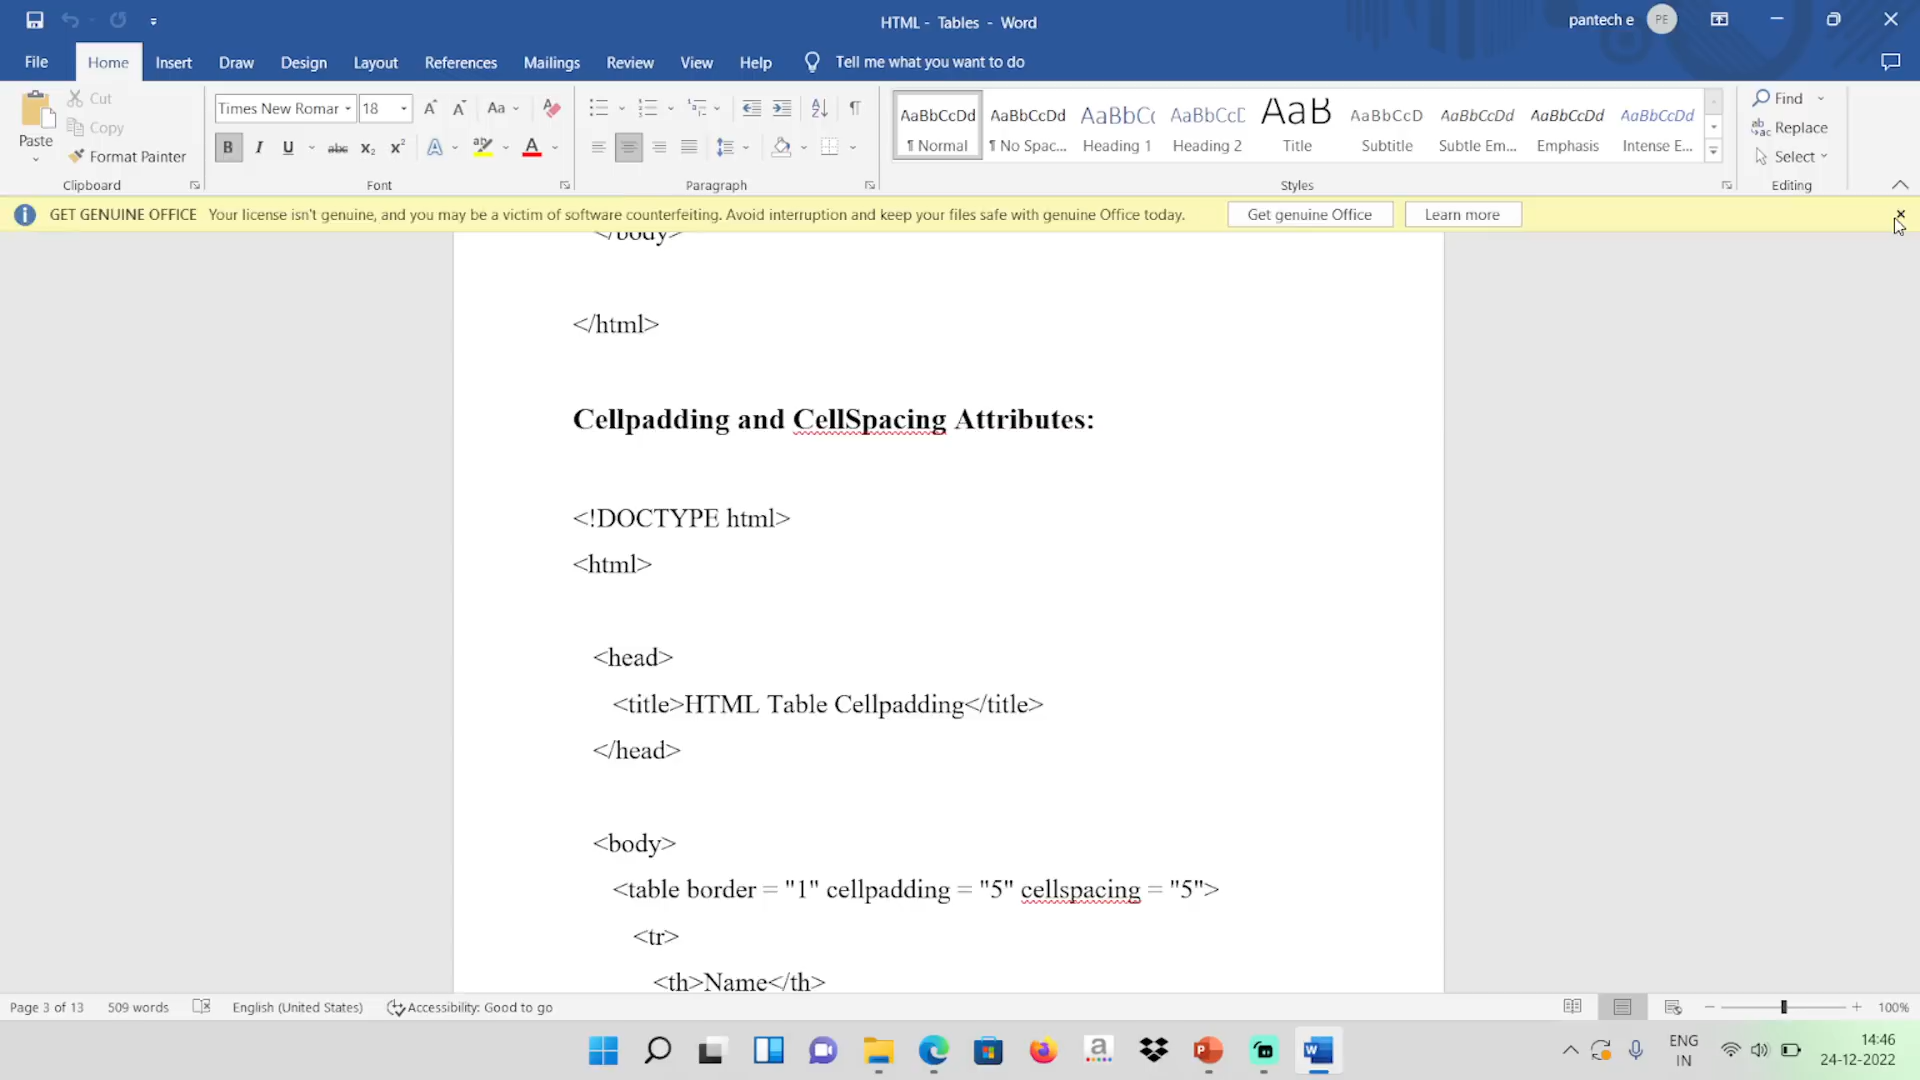 HTML - Tables - Word
pantech e
PE
File Home Insert Draw Design Layout References Mailings Review View Help Tell me what you want to do
Paste
Cut
Copy
Format Painter
Clipboard
Times New Romar 18
Font
Paragraph
AaBbCcDd AaBbCcDd AaBbCc AaBbCcD AaB AaBbCcD AaBbCcDd AaBbCcDd AaBbCcDd
¶ Normal ¶ No Spac... Heading 1 Heading 2 Title Subtitle Subtle Em... Emphasis Intense E...
Styles
Find
Replace
Select
Editing
GET GENUINE OFFICE Your license isn't genuine, and you may be a victim of software counterfeiting. Avoid interruption and keep your files safe with genuine Office today. Get genuine Office Learn more
</body>
</html>
Cellpadding and CellSpacing Attributes:
<!DOCTYPE html>
<html>
<head>
<title>HTML Table Cellpadding</title>
</head>
<body>
<table border = "1" cellpadding = "5" cellspacing = "5">
<tr>
<th>Name</th>
Page 3 of 13 509 words English (United States) Accessibility: Good to go 100%
ENG
IN
14:46
24-12-2022